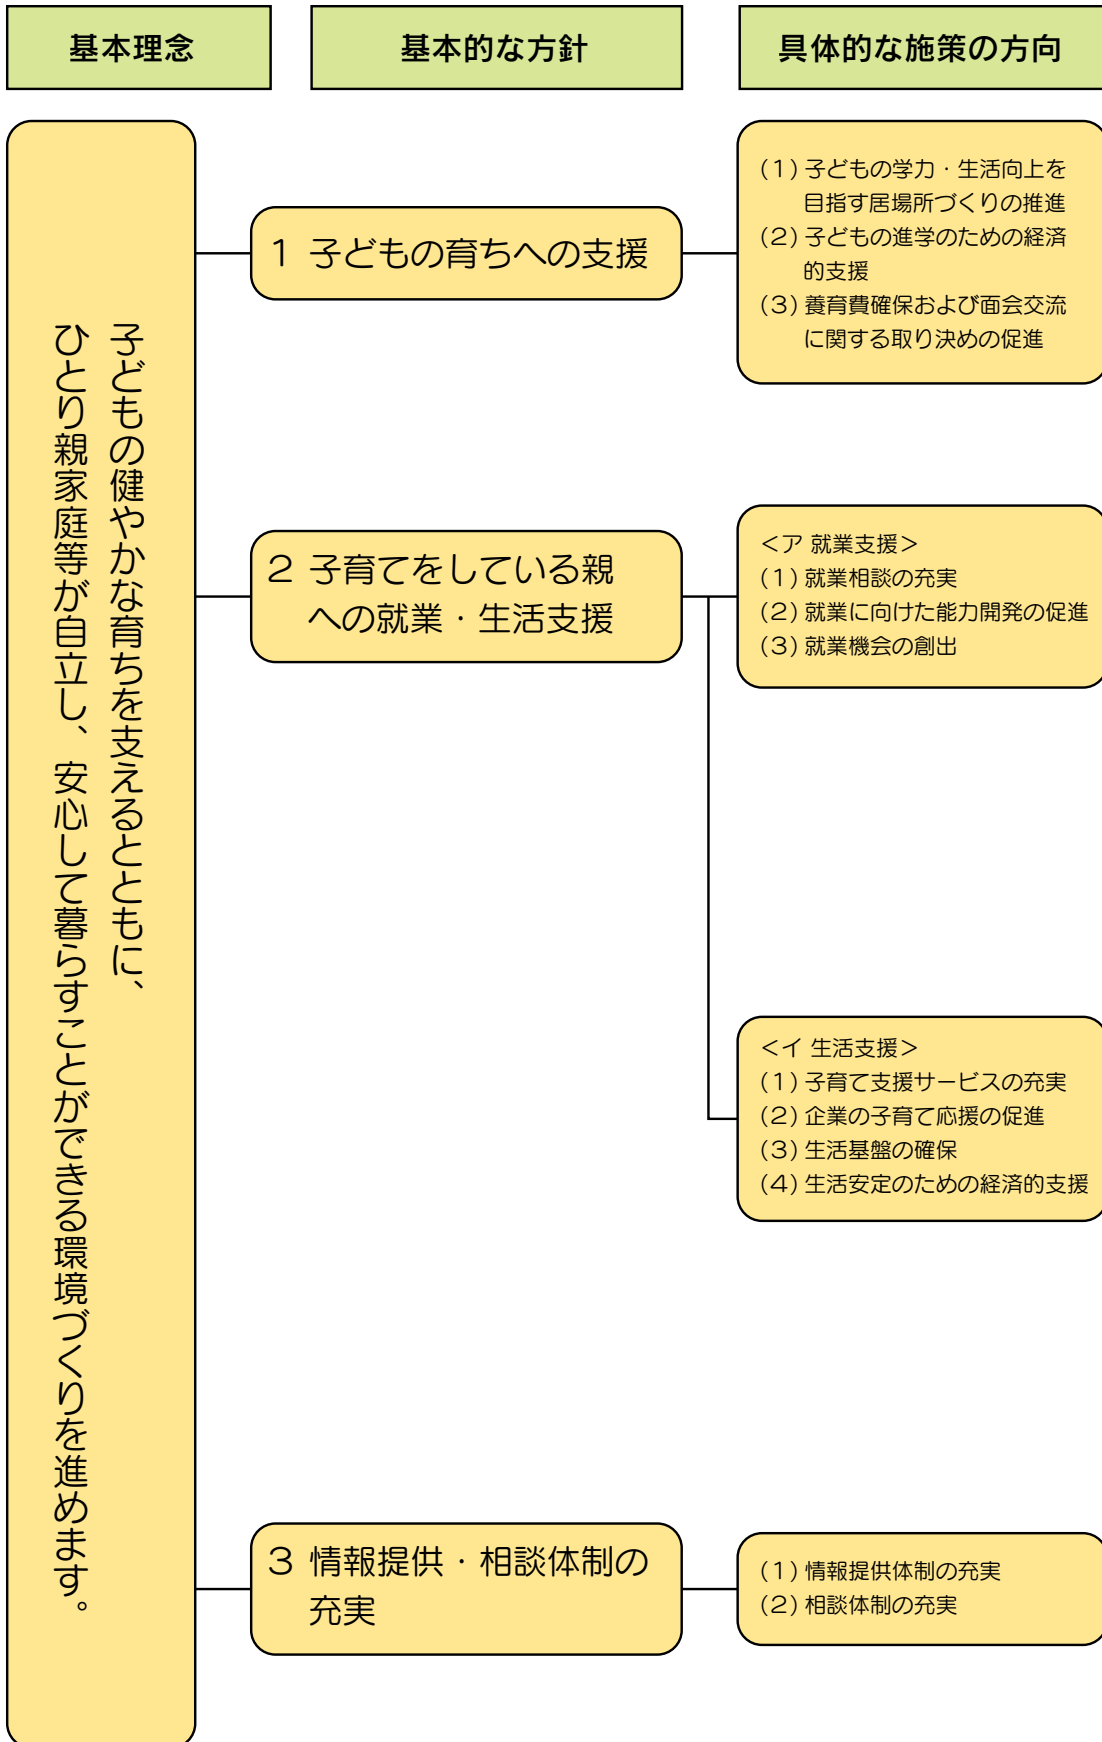 基本理念
基本的な方針
具体的な施策の方向
子どもの健やかな育ちを支えるとともに、
ひとり親家庭等が自立し、安心して暮らすことができる環境づくりを進めます。
1 子どもの育ちへの支援
(1)子どもの学力・生活向上を
目指す居場所づくりの推進
(2)子どもの進学のための経済
的支援
(3)養育費確保および面会交流
に関する取り決めの促進
2 子育てをしている親
への就業・生活支援
<ア 就業支援>
(1)就業相談の充実
(2)就業に向けた能力開発の促進
(3)就業機会の創出
<イ 生活支援>
(1)子育て支援サービスの充実
(2)企業の子育て応援の促進
(3)生活基盤の確保
(4)生活安定のための経済的支援
3 情報提供・相談体制の
充実
(1)情報提供体制の充実
(2)相談体制の充実